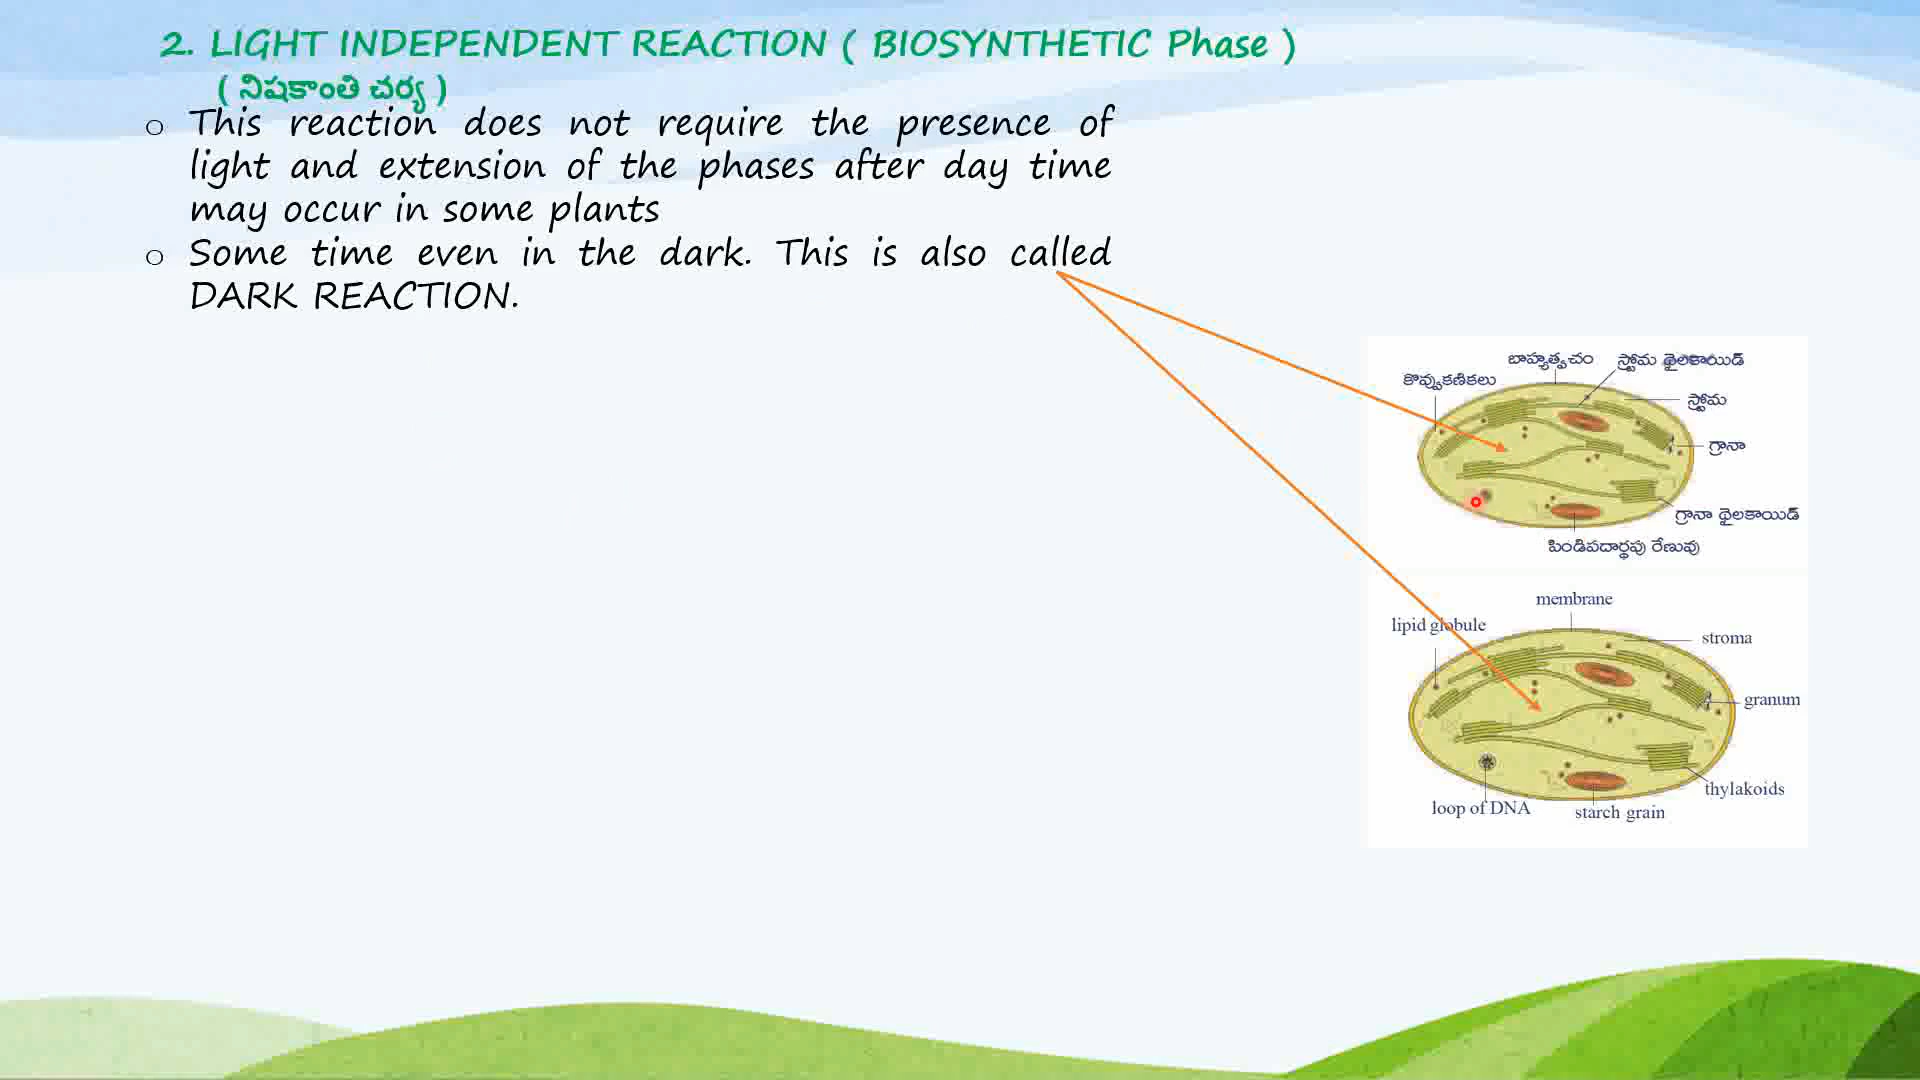 2. LIGHT INDEPENDENT REACTION ( BIOSYNTHETIC Phase )
( నిషకాంతి చర్య )
o This reaction does not require the presence of
light and extension of the phases after day time
may occur in some plants
o Some time even in the dark. This is also called
DARK REACTION.
బాహ్యత్వచం
స్ట్రోమ థైలకాయిడ్
కొవ్వుకణికలు
స్ట్రోమ
గ్రానా
గ్రానా థైలకాయిడ్
పిండిపదార్థపు రేణువు
membrane
lipid globule
stroma
granum
thylakoids
loop of DNA
starch grain